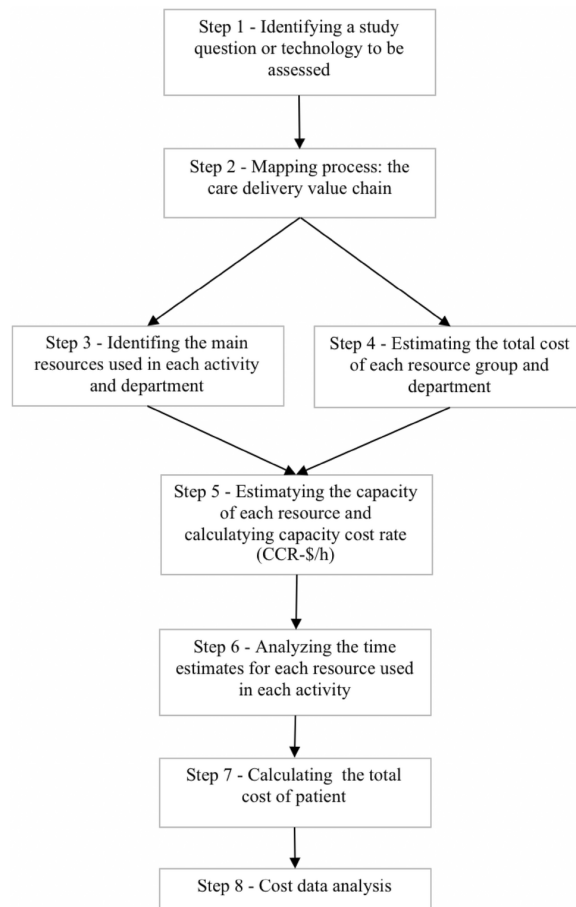 Step 1 - Identifying a study
question or technology to be
assessed
Step 2 - Mapping process: the
care delivery value chain
Step 3 - Identifing the main
resources used in each activity
and department
Step 4 - Estimating the total cost
of each resource group and
department
Step 5 - Estimatying the capacity
of each resource and
calculatying capacity cost rate
(CCR-$/h)
Step 6 - Analyzing the time
estimates for each resource used
in each activity
Step 7 - Calculating the total
cost of patient
Step 8 - Cost data analysis